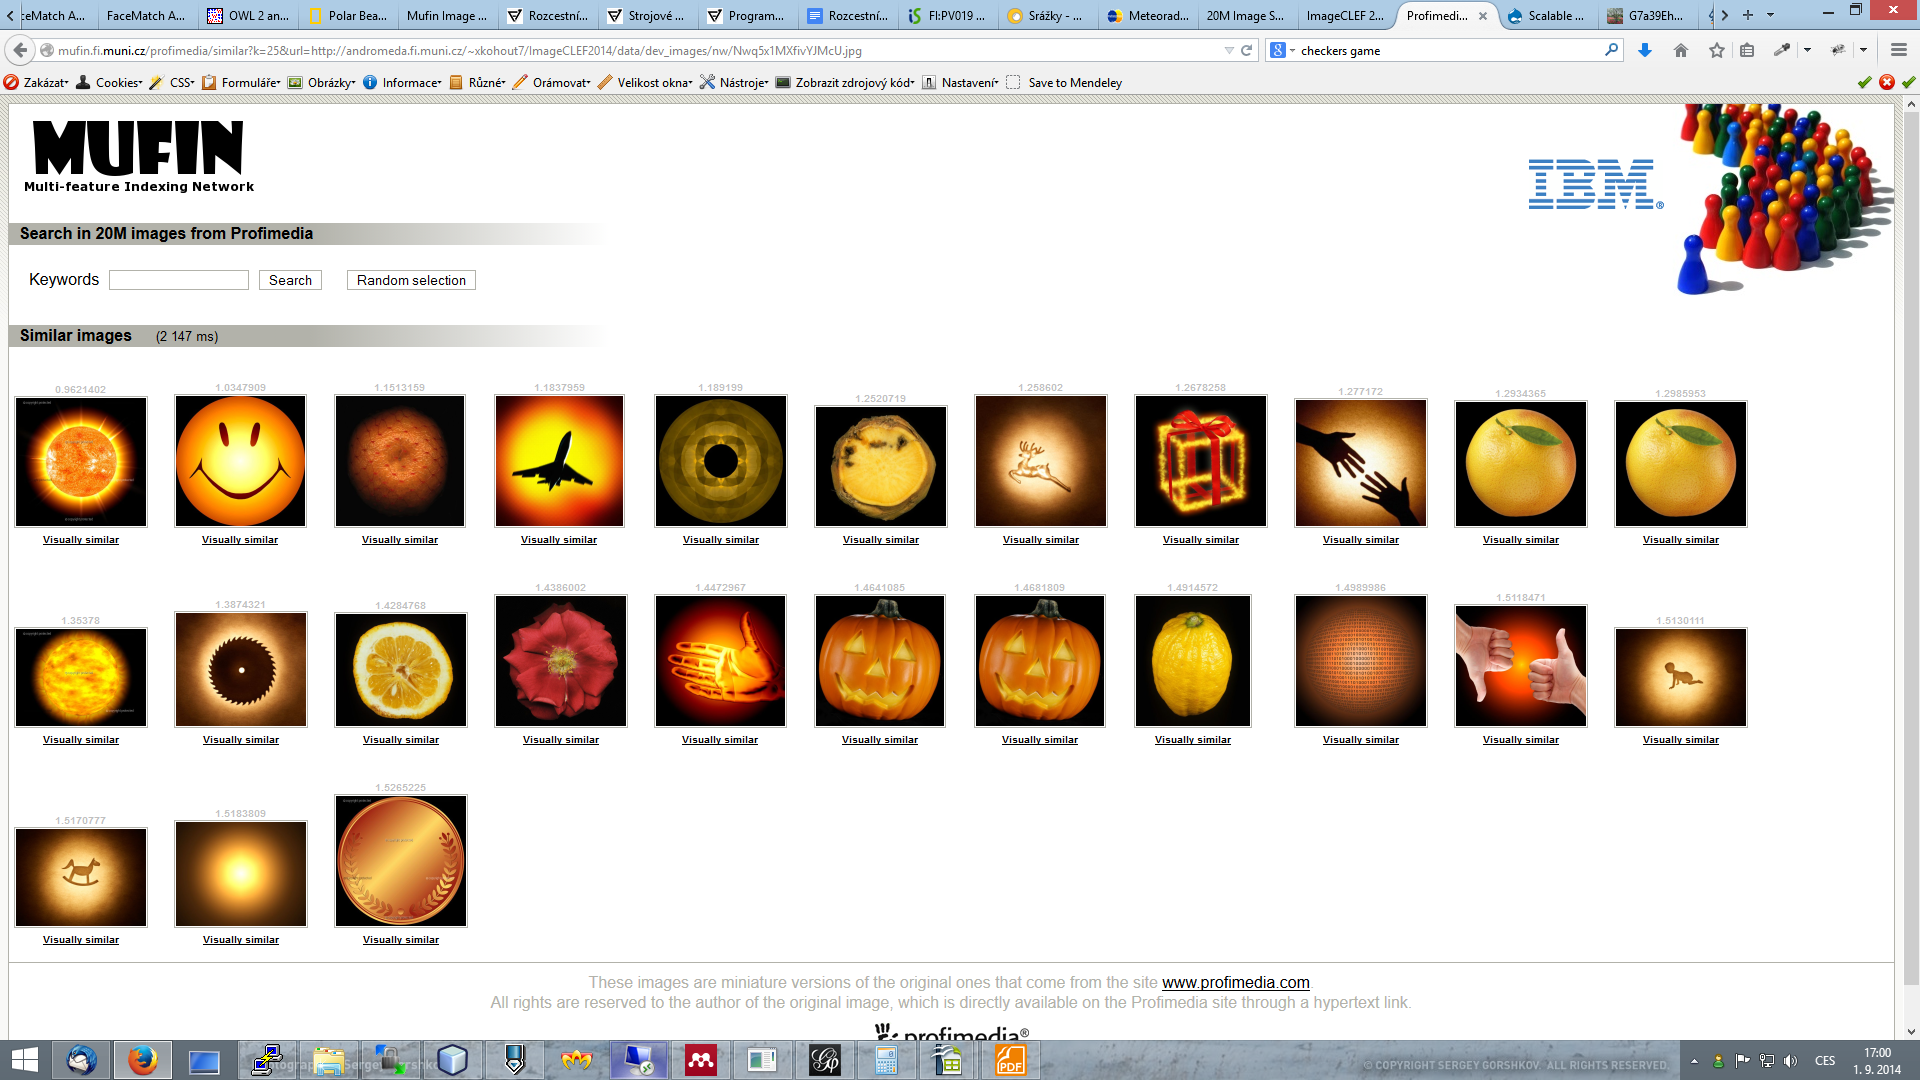 ceMatch A...
FaceMatch A...
OWL 2 an...
Polar Bea...
Mufin Image ...
Rozcestní...
Strojové ...
Program...
Rozcestní...
FI:PV019 ...
Srážky - ...
Meteorad...
20M Image S...
ImageCLEF 2...
Profimedi...
Scalable ...
G7a39Eh...
mufin.fi.muni.cz/profimedia/similar?k=25&url=http://andromeda.fi.muni.cz/~xkohout7/ImageCLEF2014/data/dev_images/nw/Nwq5x1MXfivYJMcU.jpg
checkers game
Zakázat Cookies CSS Formuláře Obrázky Informace Různé Orámovat Velikost okna Nástroje Zobrazit zdrojový kód Nastavení Save to Mendeley
MUFIN
Multi-feature Indexing Network
IBM®
Search in 20M images from Profimedia
Keywords Search Random selection
Similar images (2 147 ms)
0.9621402 1.0347909 1.1513159 1.1837959 1.189199 1.2520719 1.258602 1.2678258 1.277172 1.2934365 1.2985953
Visually similar Visually similar Visually similar Visually similar Visually similar Visually similar Visually similar Visually similar Visually similar Visually similar Visually similar
1.35378 1.3874321 1.4284768 1.4386002 1.4472967 1.4641085 1.4681809 1.4914572 1.4989986 1.5118471 1.5130111
Visually similar Visually similar Visually similar Visually similar Visually similar Visually similar Visually similar Visually similar Visually similar Visually similar Visually similar
1.5170777 1.5183809 1.5265225
Visually similar Visually similar Visually similar
These images are miniature versions of the original ones that come from the site www.profimedia.com.
All rights are reserved to the author of the original image, which is directly available on the Profimedia site through a hypertext link.
profimedia®
© COPYRIGHT SERGEY GORSHKOV. ALL RIGHTS RESERVED.
CES
17:00
1. 9. 2014